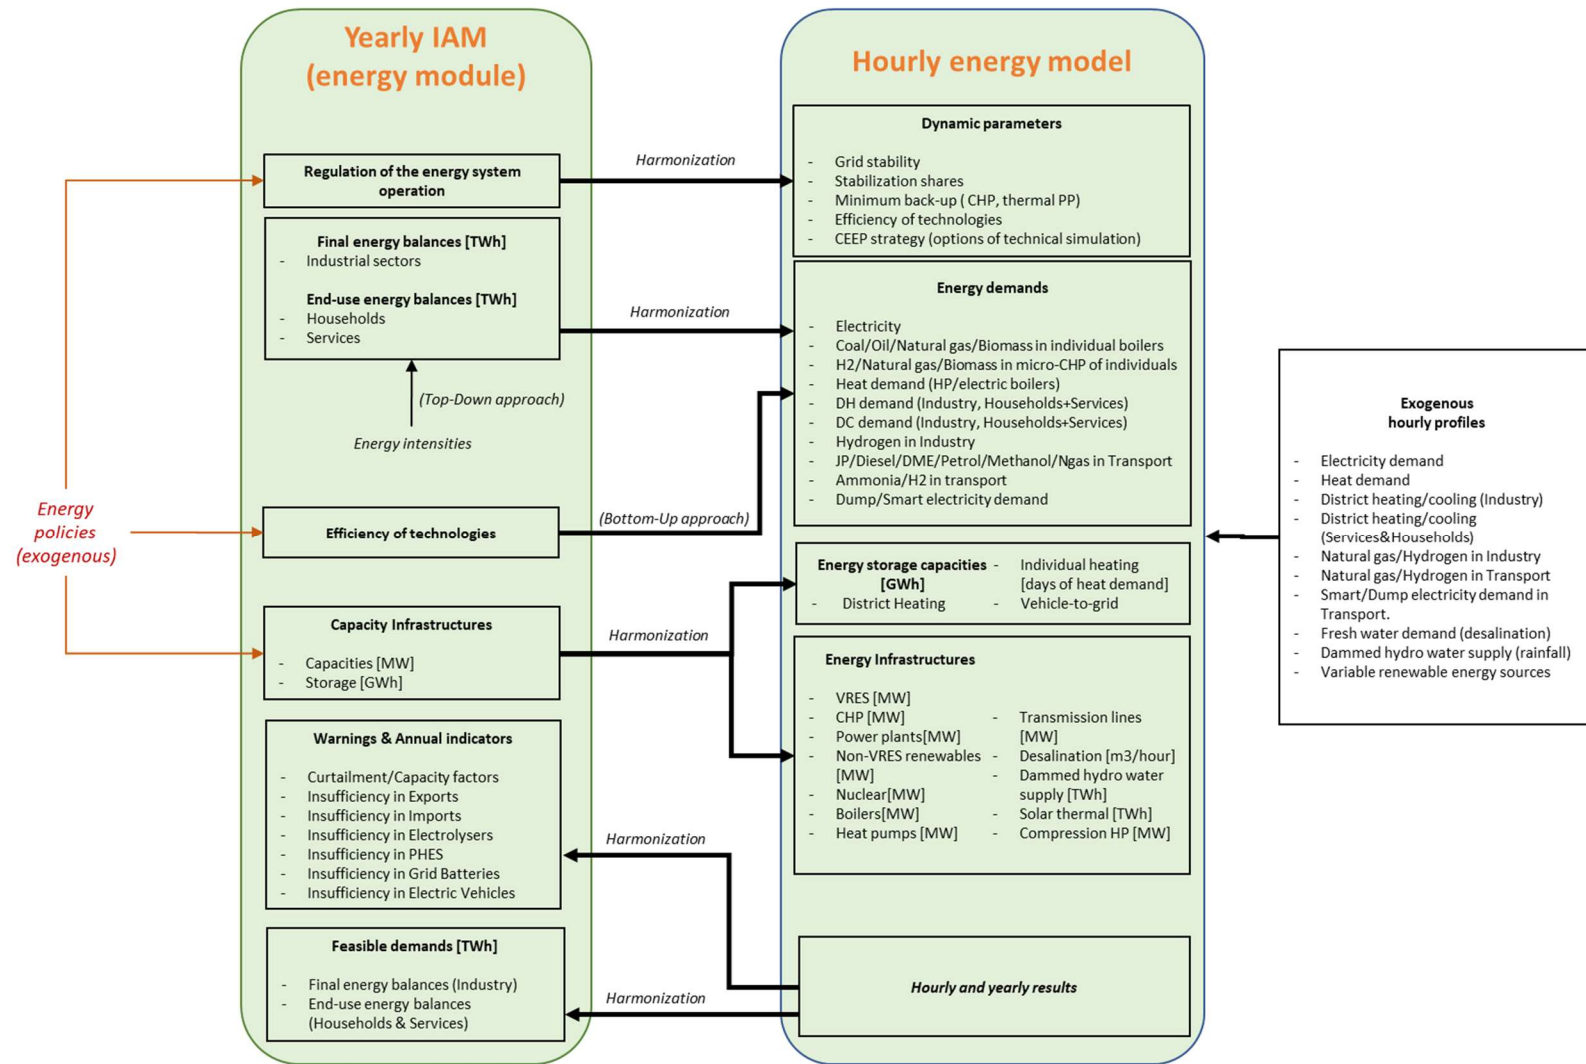 Yearly IAM
(energy module)
Regulation of the energy system
operation
Final energy balances [TWh]
- Industrial sectors
End-use energy balances [TWh]
- Households
- Services
(Top-Down approach)
Energy intensities
Energy
policies
(exogenous)
Efficiency of technologies
Capacity Infrastructures
- Capacities [MW]
- Storage [GWh]
Warnings & Annual indicators
- Curtailment/Capacity factors
- Insufficiency in Exports
- Insufficiency in Imports
- Insufficiency in Electrolysers
- Insufficiency in PHES
- Insufficiency in Grid Batteries
- Insufficiency in Electric Vehicles
Feasible demands [TWh]
- Final energy balances (Industry)
- End-use energy balances
(Households & Services)
Harmonization
Harmonization
(Bottom-Up approach)
Harmonization
Harmonization
Harmonization
Hourly energy model
Dynamic parameters
- Grid stability
- Stabilization shares
- Minimum back-up ( CHP, thermal PP)
- Efficiency of technologies
- CEEP strategy (options of technical simulation)
Energy demands
- Electricity
- Coal/Oil/Natural gas/Biomass in individual boilers
- H2/Natural gas/Biomass in micro-CHP of individuals
- Heat demand (HP/electric boilers)
- DH demand (Industry, Households+Services)
- DC demand (Industry, Households+Services)
- Hydrogen in Industry
- JP/Diesel/DME/Petrol/Methanol/Ngas in Transport
- Ammonia/H2 in transport
- Dump/Smart electricity demand
Energy storage capacities
[GWh]
- District Heating
- Individual heating
[days of heat demand]
- Vehicle-to-grid
Energy Infrastructures
- VRES [MW]
- CHP [MW]
- Power plants[MW]
- Non-VRES renewables
[MW]
- Nuclear[MW]
- Boilers[MW]
- Heat pumps [MW]
- Transmission lines
[MW]
- Desalination [m3/hour]
- Dammed hydro water
supply [TWh]
- Solar thermal [TWh]
- Compression HP [MW]
Hourly and yearly results
Exogenous
hourly profiles
- Electricity demand
- Heat demand
- District heating/cooling (Industry)
- District heating/cooling
(Services&Households)
- Natural gas/Hydrogen in Industry
- Natural gas/Hydrogen in Transport
- Smart/Dump electricity demand in
Transport.
- Fresh water demand (desalination)
- Dammed hydro water supply (rainfall)
- Variable renewable energy sources